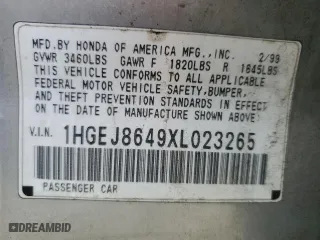 MFD.BY HONDA OF AMERICA MFG.,INC. 2/99
GVWR 3460LBS GAWR F 1820LBS R 1845LBS
THIS VEHICLE CONFORMS TO ALL APPLICABLE
FEDERAL MOTOR VEHICLE SAFETY,BUMPER,
AND THEFT PREVENTION STANDARDS IN EFFECT
ON THE DATE OF MANUFACTURE SHOWN ABOVE.
V.I.N. 1HGEJ8649XL023265
PASSENGER CAR
© DREAMBID